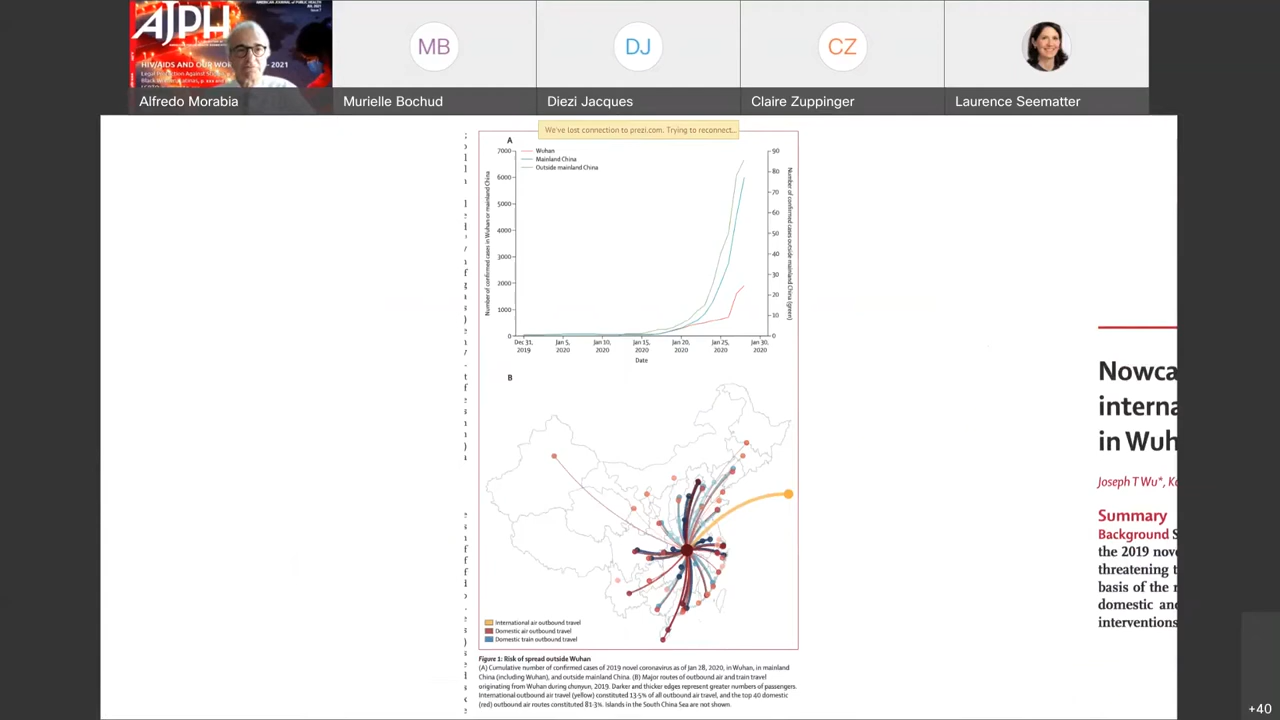 AJPH
AMERICAN JOURNAL OF PUBLIC HEALTH
HIV/AIDS AND OUR WOR - 2021
Alfredo Morabia
MB
Murielle Bochud
DJ
Diezi Jacques
CZ
Claire Zuppinger
Laurence Seematter
We've lost connection to prezi.com. Trying to reconnect...
A
Wuhan
Mainland China
Outside mainland China
7000
6000
5000
4000
3000
2000
1000
0
Number of confirmed cases in Wuhan or mainland China
90
80
70
60
50
40
30
20
10
0
Number of confirmed cases outside mainland China (green)
Dec 31, 2019
Jan 5, 2020
Jan 10, 2020
Jan 15, 2020
Jan 20, 2020
Jan 25, 2020
Jan 30, 2020
Date
B
International air outbound travel
Domestic air outbound travel
Domestic train outbound travel
Figure 1: Risk of spread outside Wuhan
(A) Cumulative number of confirmed cases of 2019 novel coronavirus as of Jan 28, 2020, in Wuhan, in mainland
China (including Wuhan), and outside mainland China. (B) Major routes of outbound air and train travel
originating from Wuhan during chunyun, 2019. Darker and thicker edges represent greater numbers of passengers.
International outbound air travel (yellow) constituted 13·5% of all outbound air travel, and the top 40 domestic
(red) outbound air routes constituted 81·3%. Islands in the South China Sea are not shown.
Nowca
interna
in Wuh
Joseph T Wu*, K
Summary
Background S
the 2019 nove
threatening t
basis of the r
domestic and
interventions
+40